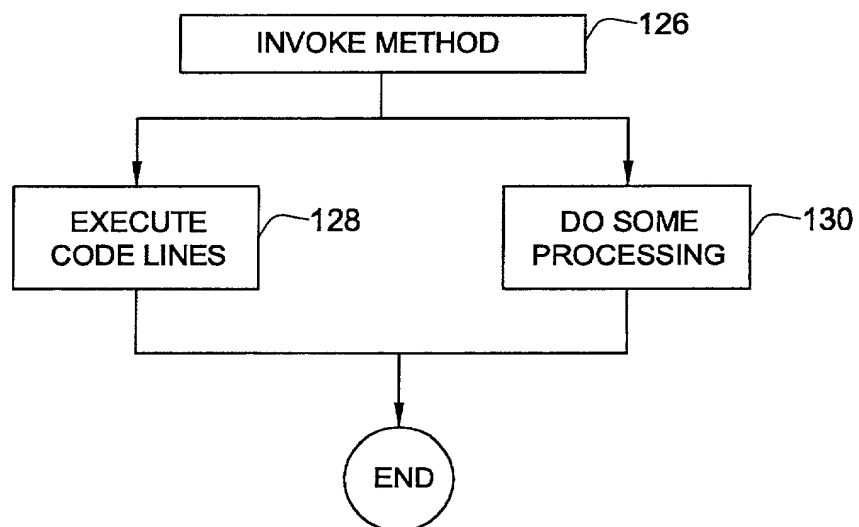 INVOKE METHOD
126
EXECUTE
CODE LINES
128
DO SOME
PROCESSING
130
END